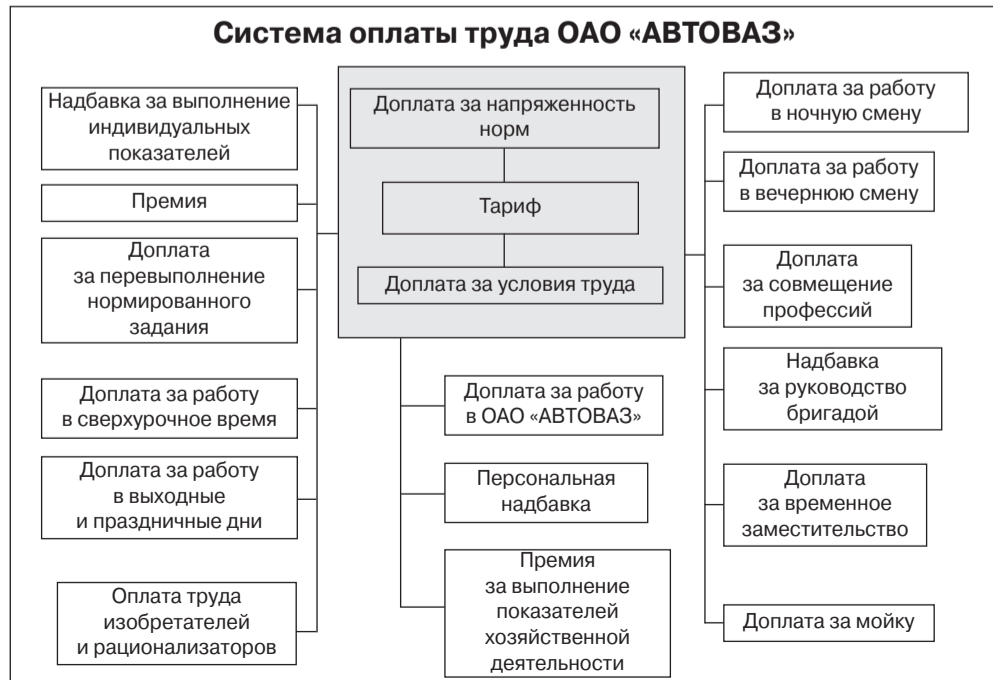 Система оплаты труда ОАО «АВТОВАЗ»
Надбавка за выполнение
индивидуальных
показателей
Премия
Доплата
за перевыполнение
нормированного
задания
Доплата за работу
в сверхурочное время
Доплата за работу
в выходные
и праздничные дни
Оплата труда
изобретателей
и рационализаторов
Доплата за напряженность
норм
Тариф
Доплата за условия труда
Доплата за работу
в ОАО «АВТОВАЗ»
Персональная
надбавка
Премия
за выполнение
показателей
хозяйственной
деятельности
Доплата за работу
в ночную смену
Доплата за работу
в вечернюю смену
Доплата
за совмещение
профессий
Надбавка
за руководство
бригадой
Доплата
за временное
заместительство
Доплата за мойку